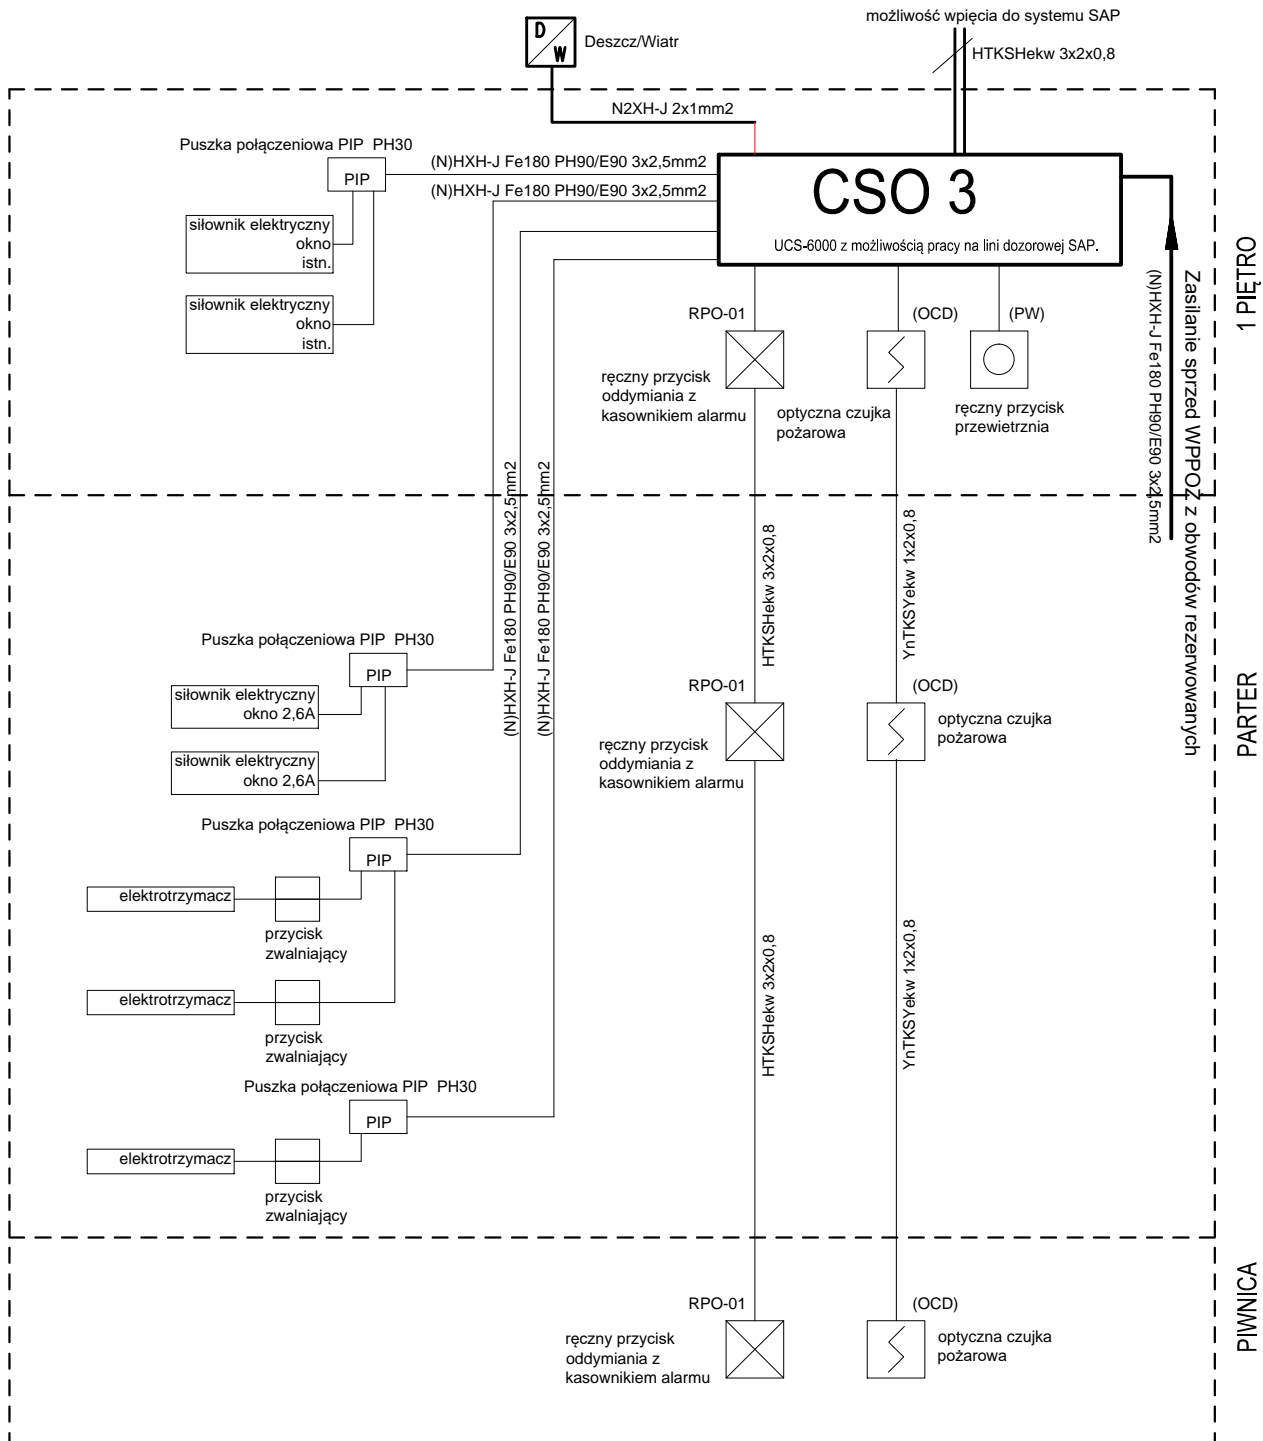 możliwość wpięcia do systemu SAP
D
W
Deszcz/Wiatr
HTKSHekw 3x2x0,8
N2XH-J 2x1mm2
Puszka połączeniowa PIP  PH30
PIP
(N)HXH-J Fe180 PH90/E90 3x2,5mm2
(N)HXH-J Fe180 PH90/E90 3x2,5mm2
CSO 3
UCS-6000 z możliwością pracy na lini dozorowej SAP.
siłownik elektryczny
okno
istn.
siłownik elektryczny
okno
istn.
RPO-01
(OCD)
(PW)
ręczny przycisk
oddymiania z
kasownikiem alarmu
optyczna czujka
pożarowa
ręczny przycisk
przewietrznia
(N)HXH-J Fe180 PH90/E90 3x2,5mm2
Zasilanie sprzed WPPOŻ z obwodów rezerwowanych
1 PIĘTRO
(N)HXH-J Fe180 PH90/E90 3x2,5mm2
(N)HXH-J Fe180 PH90/E90 3x2,5mm2
HTKSHekw 3x2x0,8
YnTKSYekw 1x2x0,8
Puszka połączeniowa PIP  PH30
PIP
siłownik elektryczny
okno 2,6A
siłownik elektryczny
okno 2,6A
RPO-01
(OCD)
ręczny przycisk
oddymiania z
kasownikiem alarmu
optyczna czujka
pożarowa
PARTER
Puszka połączeniowa PIP  PH30
PIP
elektrotrzymacz
przycisk
zwalniający
elektrotrzymacz
przycisk
zwalniający
HTKSHekw 3x2x0,8
YnTKSYekw 1x2x0,8
Puszka połączeniowa PIP  PH30
PIP
elektrotrzymacz
przycisk
zwalniający
RPO-01
(OCD)
ręczny przycisk
oddymiania z
kasownikiem alarmu
optyczna czujka
pożarowa
PIWNICA